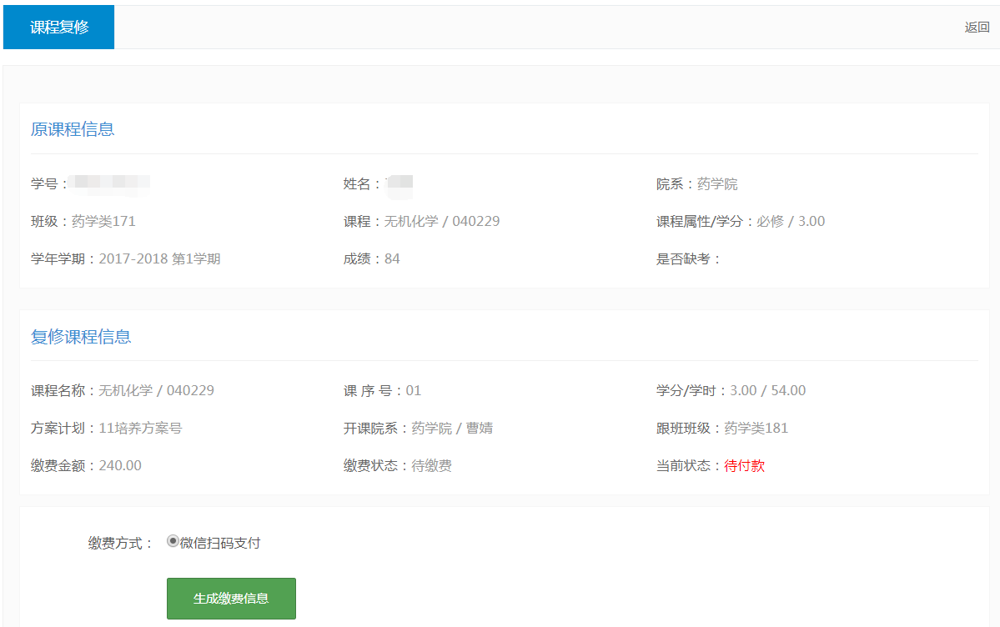 课程复修 返回
原课程信息
学号： 姓名： 院系：药学院
班级：药学类171 课程：无机化学 / 040229 课程属性/学分：必修 / 3.00
学年学期：2017-2018 第1学期 成绩：84 是否缺考：
复修课程信息
课程名称：无机化学 / 040229 课 序 号：01 学分/学时：3.00 / 54.00
方案计划：11培养方案号 开课院系：药学院 / 曹婧 跟班班级：药学类181
缴费金额：240.00 缴费状态：待缴费 当前状态：待付款
缴费方式： 微信扫码支付
生成缴费信息